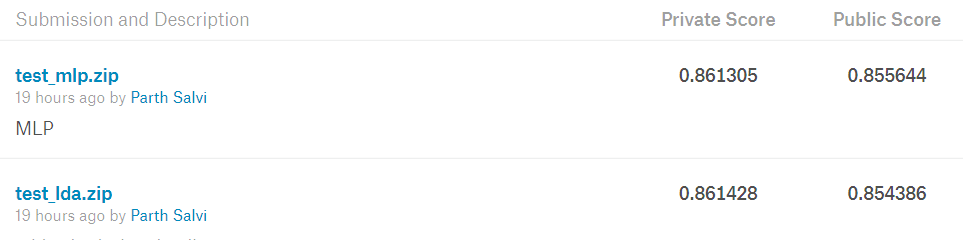 Submission and Description Private Score Public Score
test_mlp.zip 0.861305 0.855644
19 hours ago by Parth Salvi
MLP
test_lda.zip 0.861428 0.854386
19 hours ago by Parth Salvi